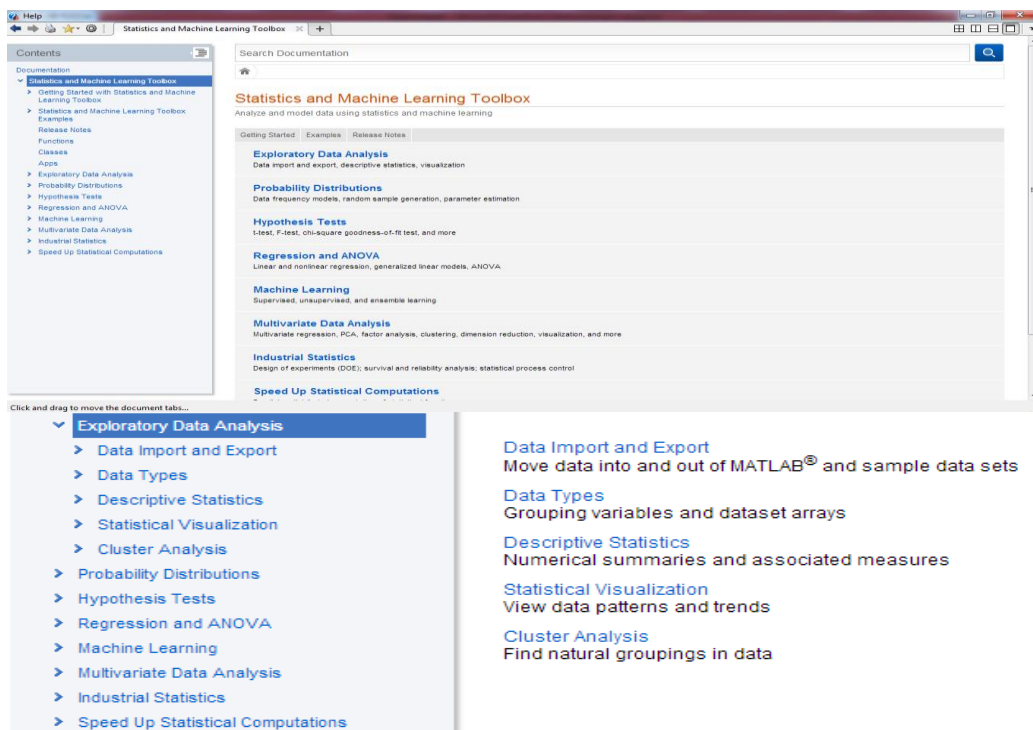 Help
Statistics and Machine Learning Toolbox
Contents
Documentation
Statistics and Machine Learning Toolbox
Getting Started with Statistics and Machine
Learning Toolbox
Statistics and Machine Learning Toolbox
Examples
Release Notes
Functions
Classes
Apps
Exploratory Data Analysis
Probability Distributions
Hypothesis Tests
Regression and ANOVA
Machine Learning
Multivariate Data Analysis
Industrial Statistics
Speed Up Statistical Computations
Search Documentation
Statistics and Machine Learning Toolbox
Analyze and model data using statistics and machine learning
Getting Started Examples Release Notes
Exploratory Data Analysis
Data import and export, descriptive statistics, visualization
Probability Distributions
Data frequency models, random sample generation, parameter estimation
Hypothesis Tests
t-test, F-test, chi-square goodness-of-fit test, and more
Regression and ANOVA
Linear and nonlinear regression, generalized linear models, ANOVA
Machine Learning
Supervised, unsupervised, and ensemble learning
Multivariate Data Analysis
Multivariate regression, PCA, factor analysis, clustering, dimension reduction, visualization, and more
Industrial Statistics
Design of experiments (DOE); survival and reliability analysis; statistical process control
Speed Up Statistical Computations
Click and drag to move the document tabs...
Exploratory Data Analysis
Data Import and Export
Data Types
Descriptive Statistics
Statistical Visualization
Cluster Analysis
Probability Distributions
Hypothesis Tests
Regression and ANOVA
Machine Learning
Multivariate Data Analysis
Industrial Statistics
Speed Up Statistical Computations
Data Import and Export
Move data into and out of MATLAB® and sample data sets
Data Types
Grouping variables and dataset arrays
Descriptive Statistics
Numerical summaries and associated measures
Statistical Visualization
View data patterns and trends
Cluster Analysis
Find natural groupings in data